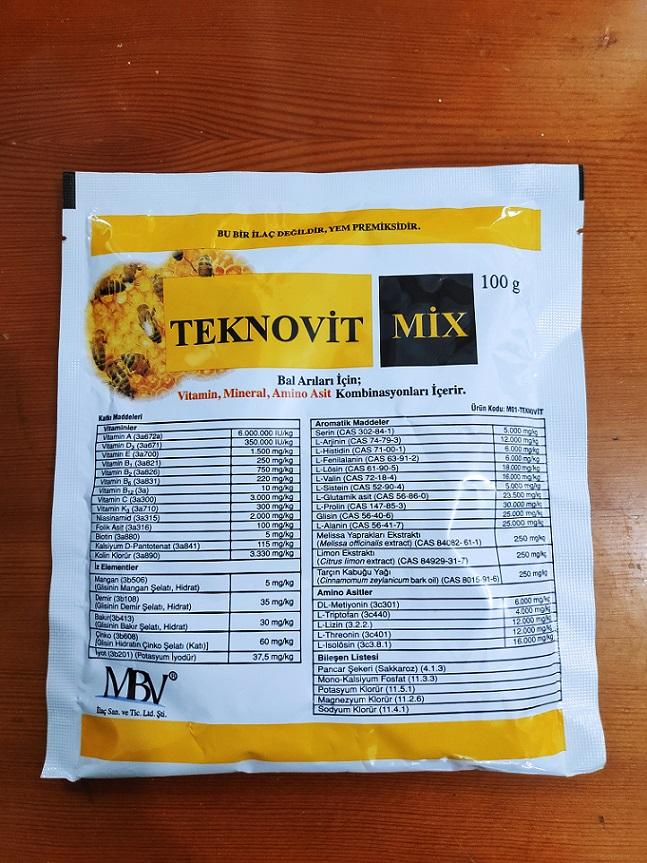 BU BİR İLAÇ DEĞİLDİR, YEM PREMİKSİDİR.
TEKNOVİT MİX 100 g
Bal Arıları İçin;
Vitamin, Mineral, Amino Asit Kombinasyonları İçerir.
Ürün Kodu: M01-TEKNOVİT
Katkı Maddeleri
Vitaminler
Vitamin A (3a672a) 6.000.000 IU/kg
Vitamin D3 (3a671) 350.000 IU/kg
Vitamin E (3a700) 1.500 mg/kg
Vitamin B1 (3a821) 250 mg/kg
Vitamin B2 (3a826) 750 mg/kg
Vitamin B6 (3a831) 220 mg/kg
Vitamin B12 (3a) 10 mg/kg
Vitamin C (3a300) 3.000 mg/kg
Vitamin K3 (3a710) 300 mg/kg
Niasinamid (3a315) 2.000 mg/kg
Folik Asit (3a316) 100 mg/kg
Biotin (3a880) 5 mg/kg
Kalsiyum D-Pantotenat (3a841) 115 mg/kg
Kolin Klorür (3a890) 3.330 mg/kg
İz Elementler
Mangan (3b506)
(Glisinin Mangan Şelatı, Hidrat) 5 mg/kg
Demir (3b108)
(Glisinin Demir Şelatı, Hidrat) 35 mg/kg
Bakır(3b413)
(Glisinin Bakır Şelatı, Hidrat) 30 mg/kg
Çinko (3b608)
[Glisin Hidratın Çinko Şelatı (Katı)] 60 mg/kg
İyot (3b201) (Potasyum İyodür) 37,5 mg/kg
MBV®
İlaç San. ve Tic. Ltd. Şti.
Aromatik Maddeler
Serin (CAS 302-84-1) 5.000 mg/kg
L-Arjinin (CAS 74-79-3) 12.000 mg/kg
L-Histidin (CAS 71-00-1) 6.000 mg/kg
L-Fenilalanin (CAS 63-91-2) 6.000 mg/kg
L-Lösin (CAS 61-90-5) 18.000 mg/kg
L-Valin (CAS 72-18-4) 16.000 mg/kg
L-Sistein (CAS 52-90-4) 5.000 mg/kg
L-Glutamik asit (CAS 56-86-0) 23.500 mg/kg
L-Prolin (CAS 147-85-3) 30.000 mg/kg
Glisin (CAS 56-40-6) 25.000 mg/kg
L-Alanin (CAS 56-41-7) 25.000 mg/kg
Melissa Yaprakları Ekstraktı
(Melissa officinalis extract) (CAS 84082-61-1) 250 mg/kg
Limon Ekstraktı
(Citrus limon extract) (CAS 84929-31-7) 250 mg/kg
Tarçın Kabuğu Yağı
(Cinnamomum zeylanicum bark oil) (CAS 8015-91-6) 250 mg/kg
Amino Asitler
DL-Metiyonin (3c301) 6.000 mg/kg
L-Triptofan (3c440) 4.000 mg/kg
L-Lizin (3.2.2.) 12.000 mg/kg
L-Threonin (3c401) 12.000 mg/kg
L-Isolösin (3c3.8.1) 16.000 mg/kg
Bileşen Listesi
Pancar Şekeri (Sakkaroz) (4.1.3)
Mono-Kalsiyum Fosfat (11.3.3)
Potasyum Klorür (11.5.1)
Magnezyum Klorür (11.2.6)
Sodyum Klorür (11.4.1)